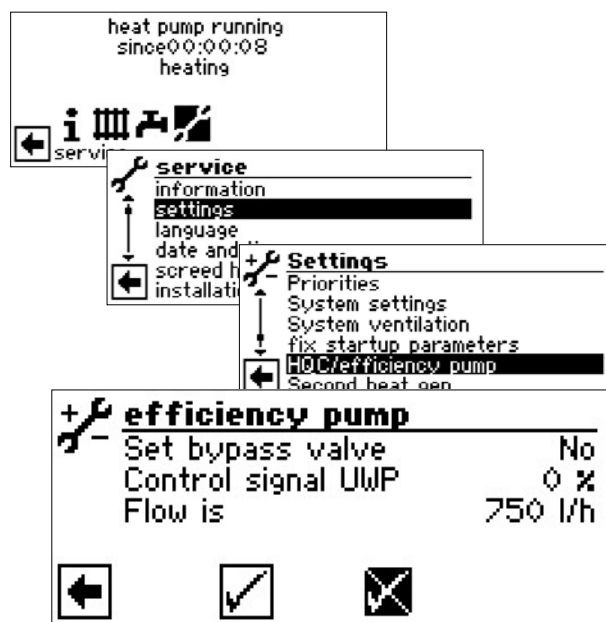 heat pump running
since00:00:08
heating
service
information
settings
language
date and
screed h
Settings
Priorities
System settings
System ventilation
fix startup parameters
HQC/efficiency pump
Second heat gen
efficiency pump
Set bypass valve No
Control signal UWP 0 %
Flow is 750 l/h